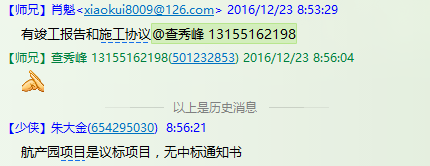 【师兄】肖魁<xiaokui8009@126.com> 2016/12/23 8:53:29
有竣工报告和施工协议@查秀峰 13155162198
【师兄】查秀峰 13155162198(501232853) 2016/12/23 8:56:04
以上是历史消息
【少侠】朱大金(654295030) 8:56:21
航产园项目是议标项目，无中标通知书